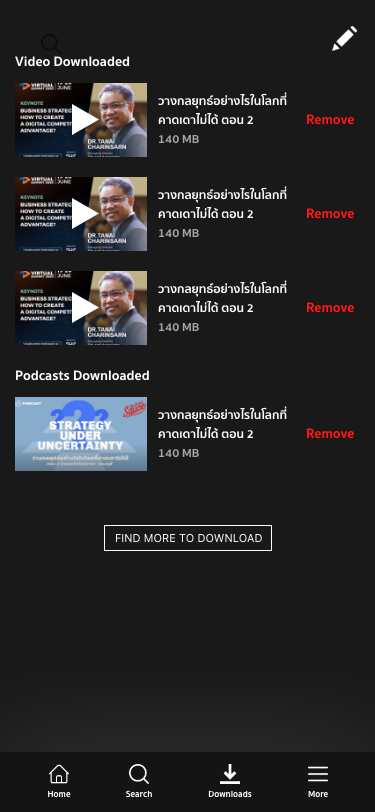 Video Downloaded
VIRTUAL
JUNE
KEYNOTE
BUSINESS STRATEGY
HOW TO CREATE
A DIGITAL COMPETITIVE
ADVANTAGE?
DR.TANAI
CHARINSARN
วางกลยุทธ์อย่างไรในโลกที่
คาดเดาไม่ได้ ตอน 2
140 MB
Remove
VIRTUAL
JUNE
KEYNOTE
BUSINESS STRATEG
HOW TO CREATE
A DIGITAL COMPETI
ADVANTAGE?
DR.TANAI
CHARINSARN
วางกลยุทธ์อย่างไรในโลกที่
คาดเดาไม่ได้ ตอน 2
140 MB
Remove
VIRTUAL
JUNE
KEYNOTE
BUSINESS STRATEG
HOW TO CREATE
A DIGITAL COMPETI
ADVANTAGE?
DR.TANAI
CHARINSARN
วางกลยุทธ์อย่างไรในโลกที่
คาดเดาไม่ได้ ตอน 2
140 MB
Remove
Podcasts Downloaded
PODCAST
???
STRATEGY
UNDER
UNCERTAINTY
วางกลยุทธ์อย่างไรในโลกที่คาดเดาไม่ได้
วางกลยุทธ์อย่างไรในโลกที่
คาดเดาไม่ได้ ตอน 2
140 MB
Remove
FIND MORE TO DOWNLOAD
Home
Search
Downloads
More